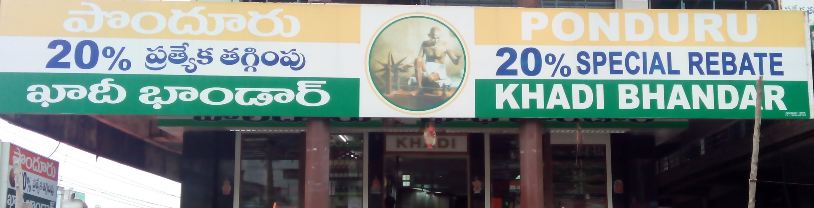 పొందూరు
20% ప్రత్యేక తగ్గింపు
ఖాదీ భాండార్
PONDURU
20% SPECIAL REBATE
KHADI BHANDAR
KHADI
పొందూరు